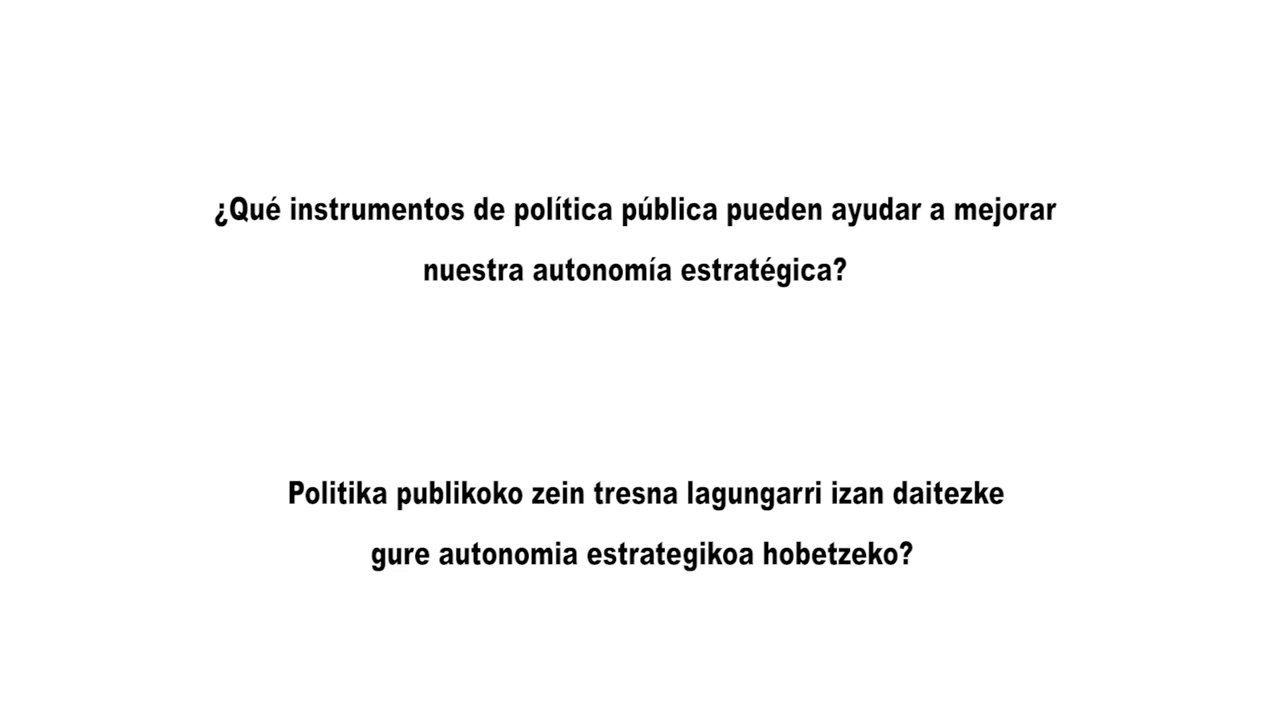 ¿Qué instrumentos de política pública pueden ayudar a mejorar
nuestra autonomía estratégica?
Politika publikoko zein tresna lagungarri izan daitezke
gure autonomia estrategikoa hobetzeko?